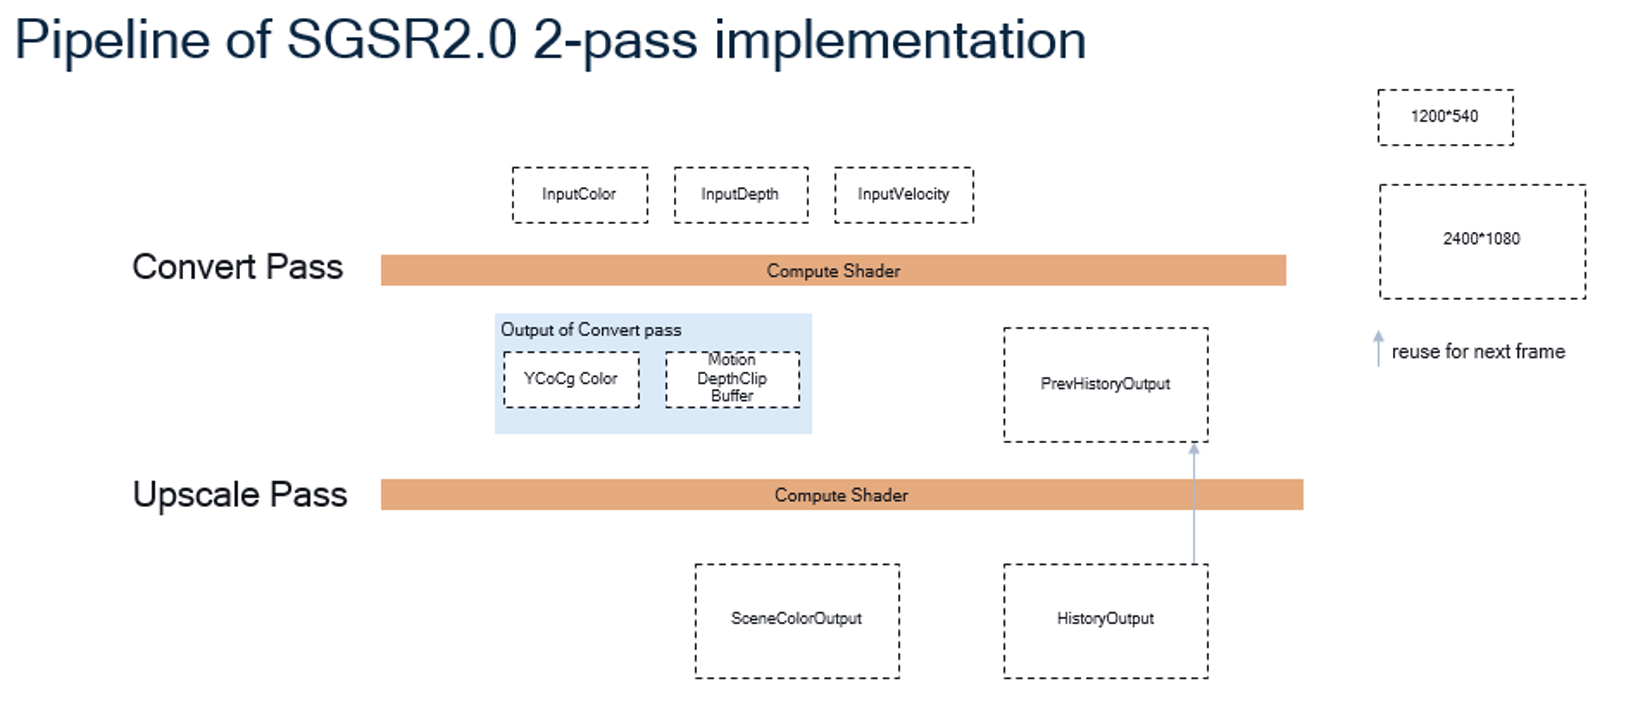 Pipeline of SGSR2.0 2-pass implementation
1200*540
InputColor
InputDepth
InputVelocity
2400*1080
Convert Pass
Compute Shader
Output of Convert pass
reuse for next frame
YCoCg Color
Motion
DepthClip
Buffer
PrevHistoryOutput
Upscale Pass
Compute Shader
SceneColorOutput
HistoryOutput